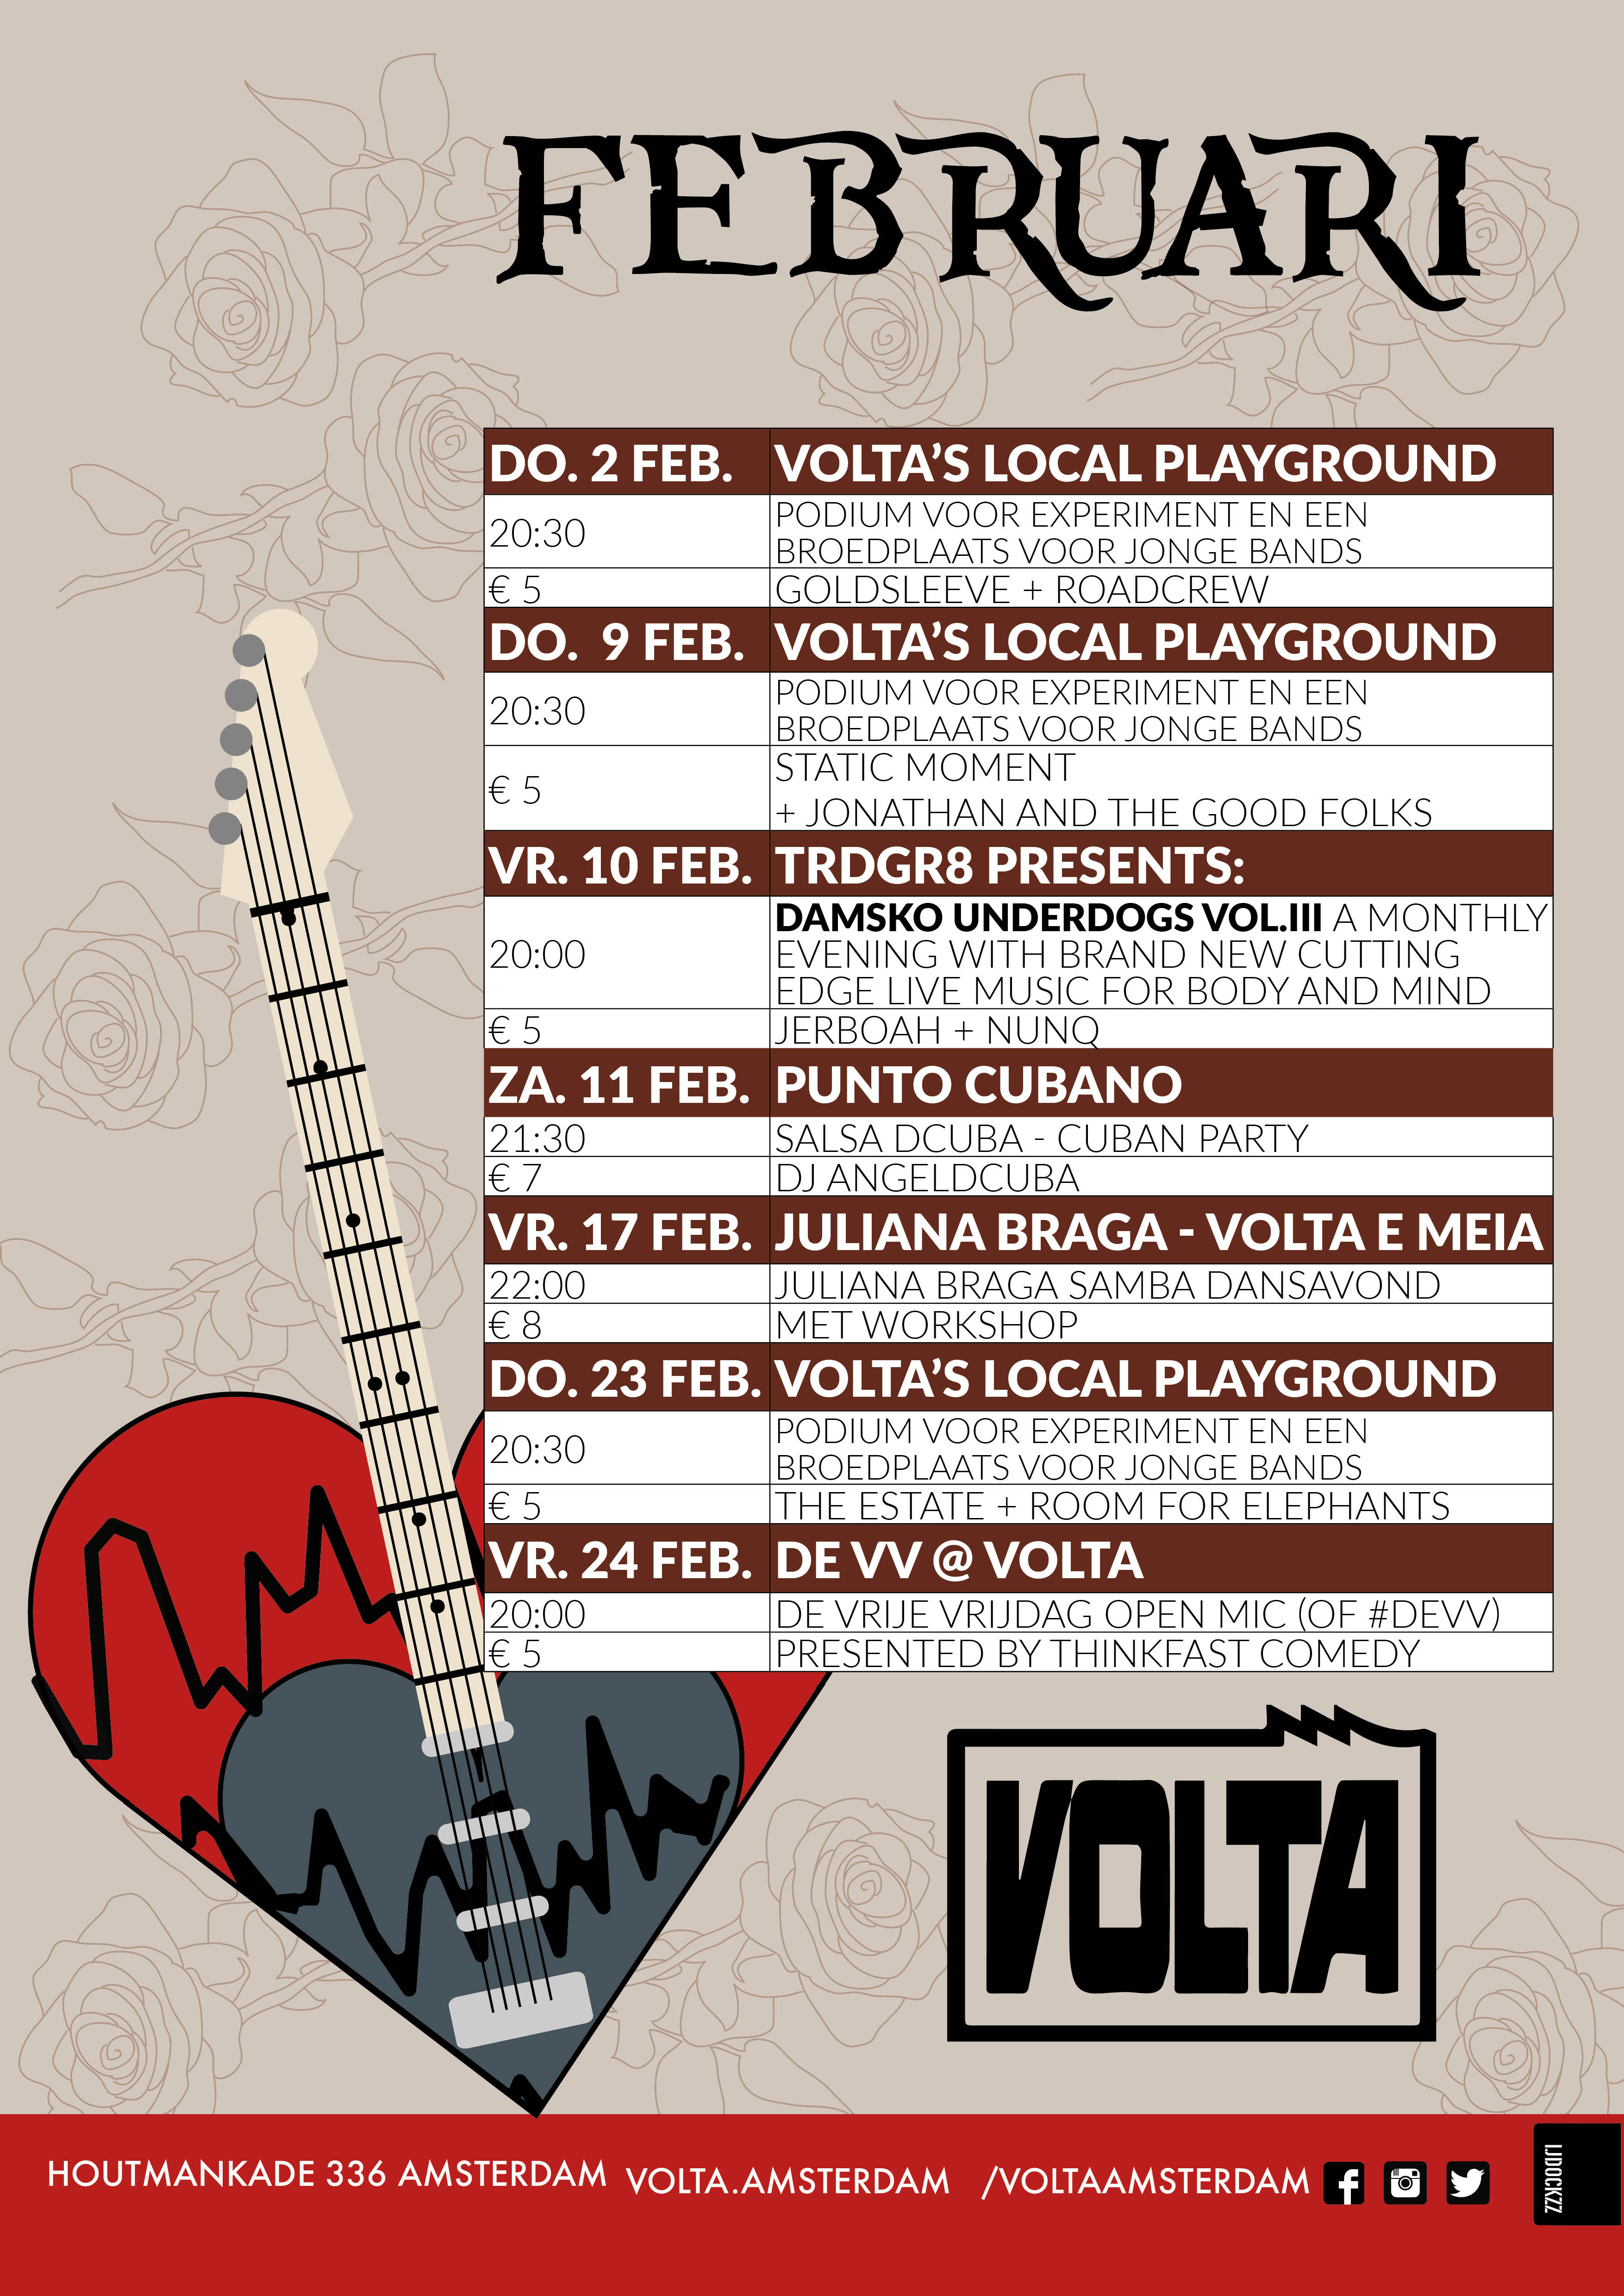 FEBRUARI
DO. 2 FEB. VOLTA’S LOCAL PLAYGROUND
20:30 PODIUM VOOR EXPERIMENT EN EEN
BROEDPLAATS VOOR JONGE BANDS
€ 5 GOLDSLEEVE + ROADCREW
DO. 9 FEB. VOLTA’S LOCAL PLAYGROUND
20:30 PODIUM VOOR EXPERIMENT EN EEN
BROEDPLAATS VOOR JONGE BANDS
€ 5 STATIC MOMENT
+ JONATHAN AND THE GOOD FOLKS
VR. 10 FEB. TRDGR8 PRESENTS:
20:00 DAMSKO UNDERDOGS VOL.III A MONTHLY
EVENING WITH BRAND NEW CUTTING
EDGE LIVE MUSIC FOR BODY AND MIND
€ 5 JERBOAH + NUNQ
ZA. 11 FEB. PUNTO CUBANO
21:30 SALSA DCUBA - CUBAN PARTY
€ 7 DJ ANGELDCUBA
VR. 17 FEB. JULIANA BRAGA - VOLTA E MEIA
22:00 JULIANA BRAGA SAMBA DANSAVOND
€ 8 MET WORKSHOP
DO. 23 FEB. VOLTA’S LOCAL PLAYGROUND
20:30 PODIUM VOOR EXPERIMENT EN EEN
BROEDPLAATS VOOR JONGE BANDS
€ 5 THE ESTATE + ROOM FOR ELEPHANTS
VR. 24 FEB. DE VV @ VOLTA
20:00 DE VRIJE VRIJDAG OPEN MIC (OF #DEVV)
€ 5 PRESENTED BY THINKFAST COMEDY
VOLTA
HOUTMANKADE 336 AMSTERDAM VOLTA.AMSTERDAM /VOLTAAMSTERDAM
IJDOCKZZ